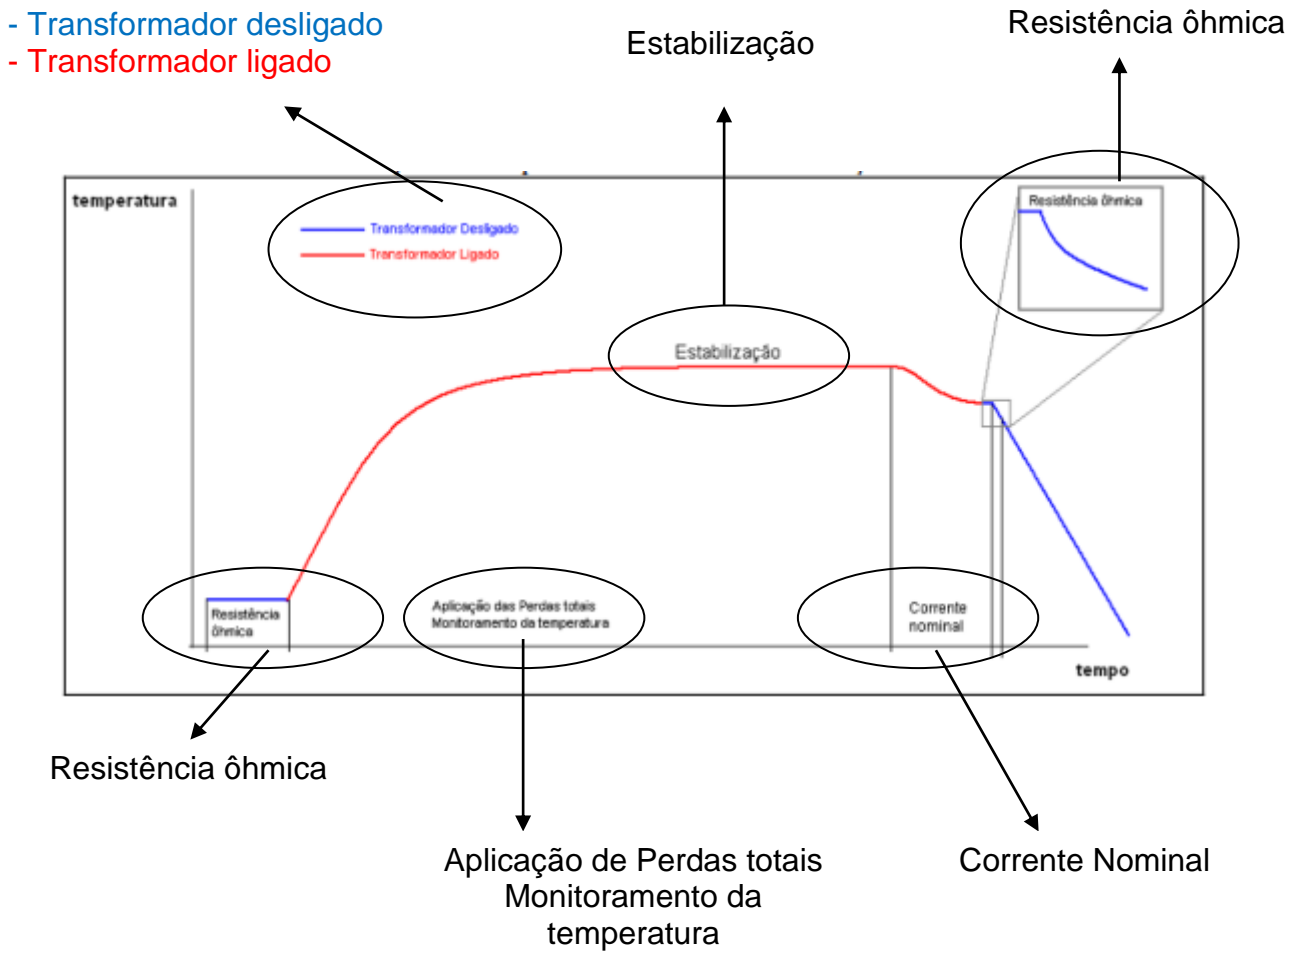 - Transformador desligado
- Transformador ligado
Estabilização
Resistência ôhmica
temperatura
Transformador Desligado
Transformador Ligado
Resistência ôhmica
Estabilização
Resistência
ôhmica
Aplicação das Perdas totais
Monitoramento da temperatura
Corrente
nominal
tempo
Resistência ôhmica
Aplicação de Perdas totais
Monitoramento da
temperatura
Corrente Nominal